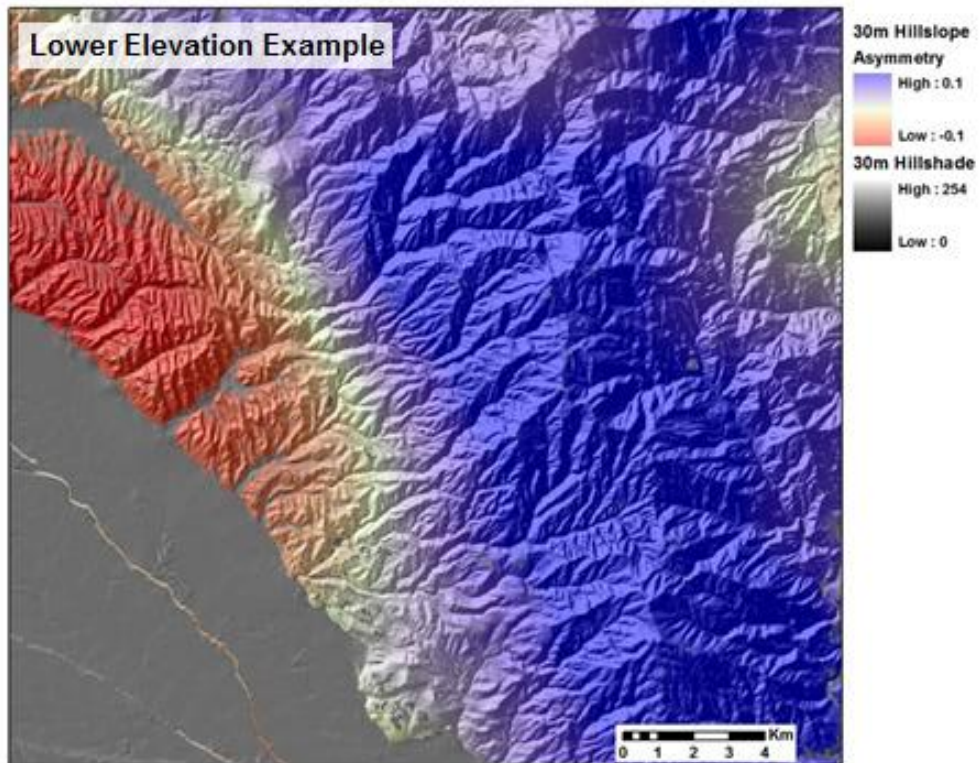 Lower Elevation Example
30m Hillslope
Asymmetry
High : 0.1
Low : -0.1
30m Hillshade
High : 254
Low : 0
Km
0 1 2 3 4